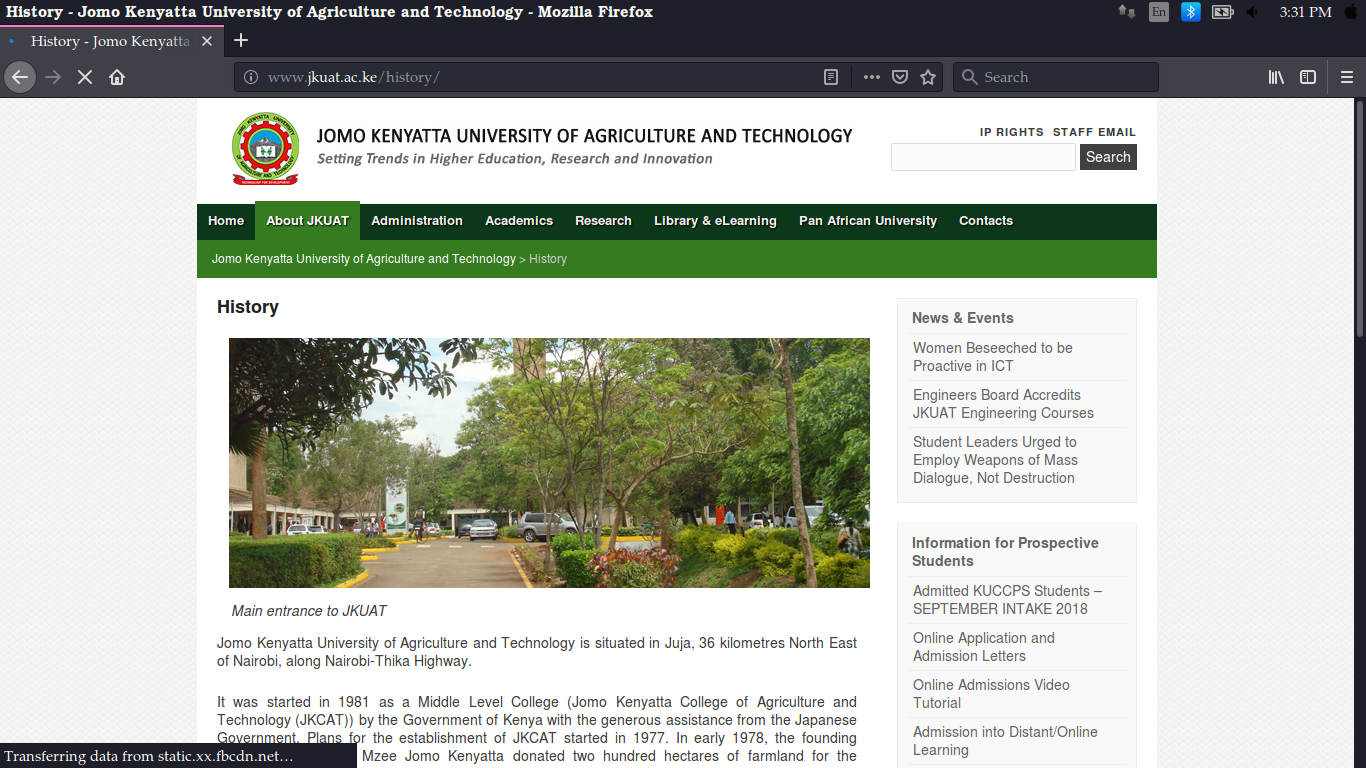 History - Jomo Kenyatta University of Agriculture and Technology - Mozilla Firefox
En
3:31 PM
History - Jomo Kenyatta
www.jkuat.ac.ke/history/
Search
JOMO KENYATTA UNIVERSITY OF AGRICULTURE AND TECHNOLOGY
Setting Trends in Higher Education, Research and Innovation
IP RIGHTS STAFF EMAIL
Search
Home About JKUAT Administration Academics Research Library & eLearning Pan African University Contacts
Jomo Kenyatta University of Agriculture and Technology > History
History
Main entrance to JKUAT
Jomo Kenyatta University of Agriculture and Technology is situated in Juja, 36 kilometres North East
of Nairobi, along Nairobi-Thika Highway.
It was started in 1981 as a Middle Level College (Jomo Kenyatta College of Agriculture and
Technology (JKCAT)) by the Government of Kenya with the generous assistance from the Japanese
Government. Plans for the establishment of JKCAT started in 1977. In early 1978, the founding
Mzee Jomo Kenyatta donated two hundred hectares of farmland for the
News & Events
Women Beseeched to be
Proactive in ICT
Engineers Board Accredits
JKUAT Engineering Courses
Student Leaders Urged to
Employ Weapons of Mass
Dialogue, Not Destruction
Information for Prospective
Students
Admitted KUCCPS Students –
SEPTEMBER INTAKE 2018
Online Application and
Admission Letters
Online Admissions Video
Tutorial
Admission into Distant/Online
Learning
Transferring data from static.xx.fbcdn.net…